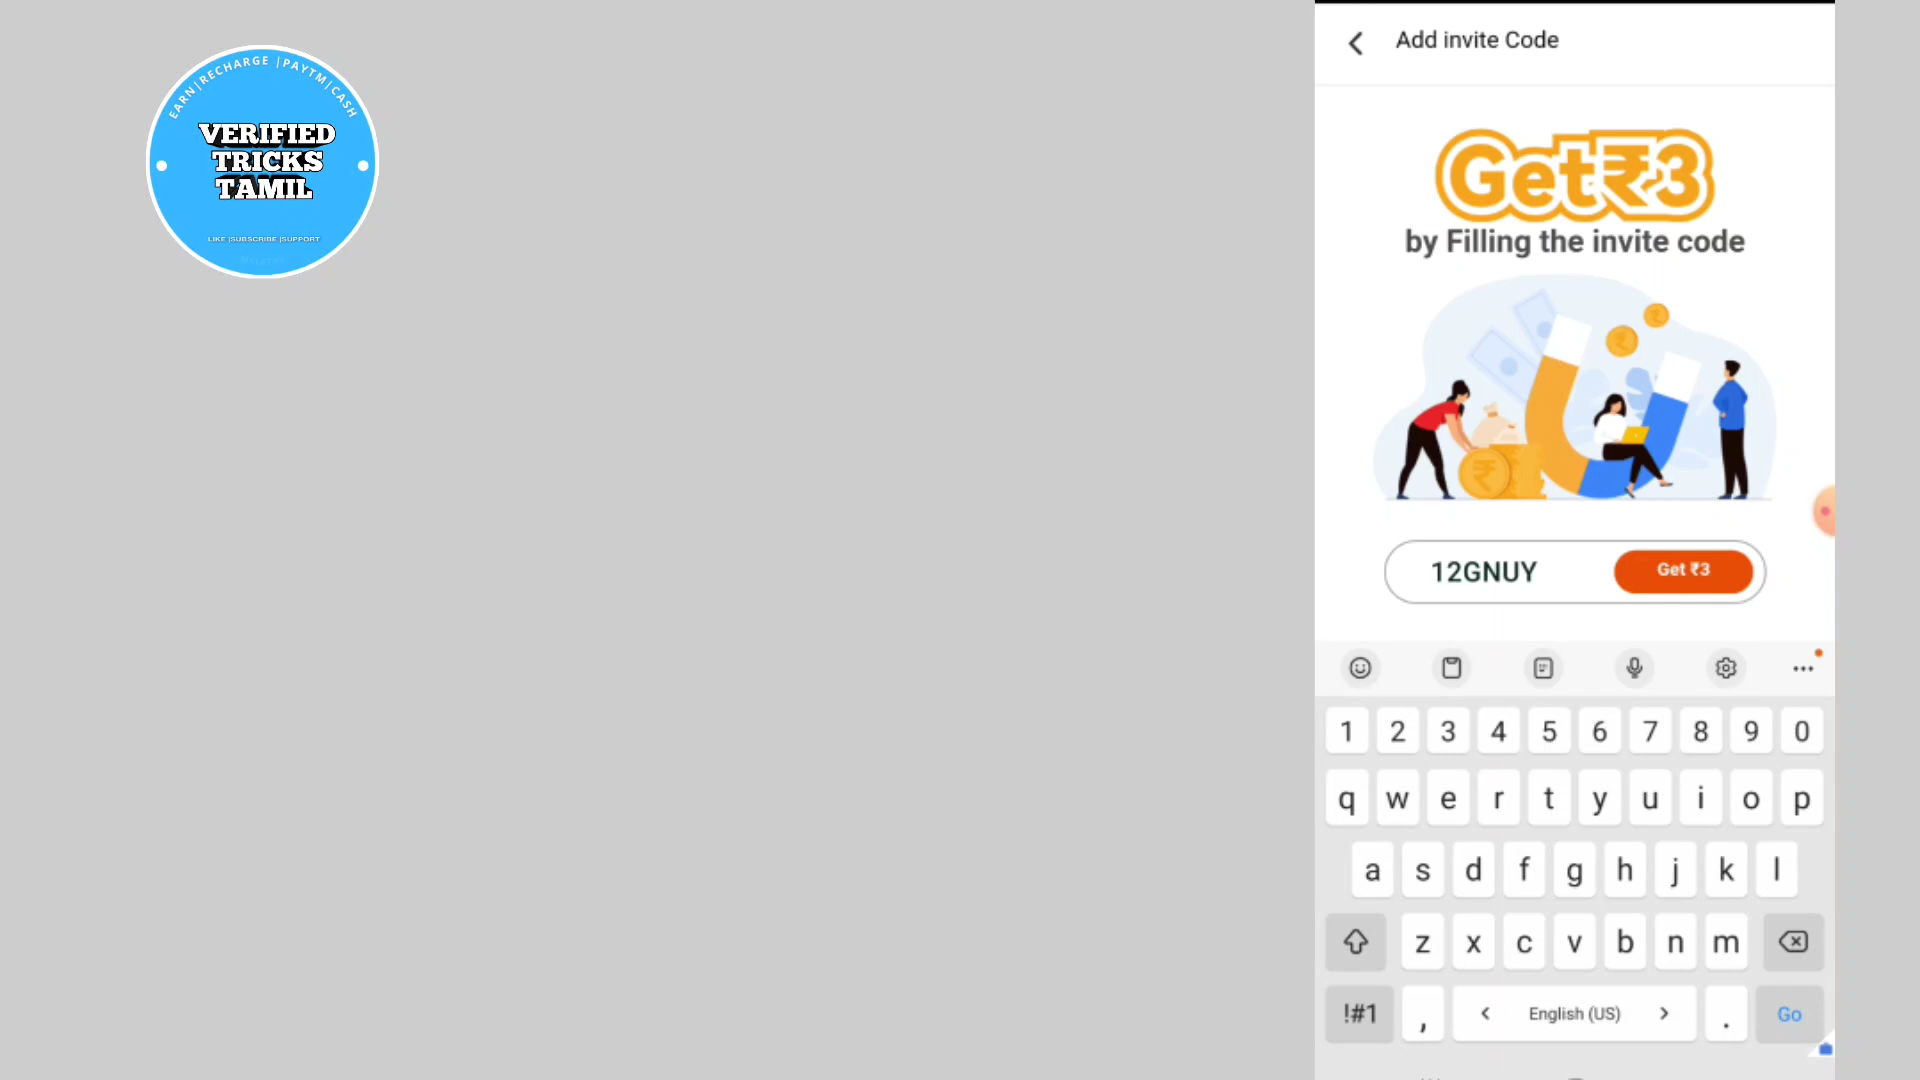 EARN|RECHARGE |PAYTM|CASH
VERIFIED
TRICKS
TAMIL
LIKE |SUBSCRIBE |SUPPORT
Add invite Code
Get₹3
by Filling the invite code
12GNUY
Get ₹3
1 2 3 4 5 6 7 8 9 0
q w e r t y u i o p
a s d f g h j k l
z x c v b n m
!#1 , < English (US) > . Go